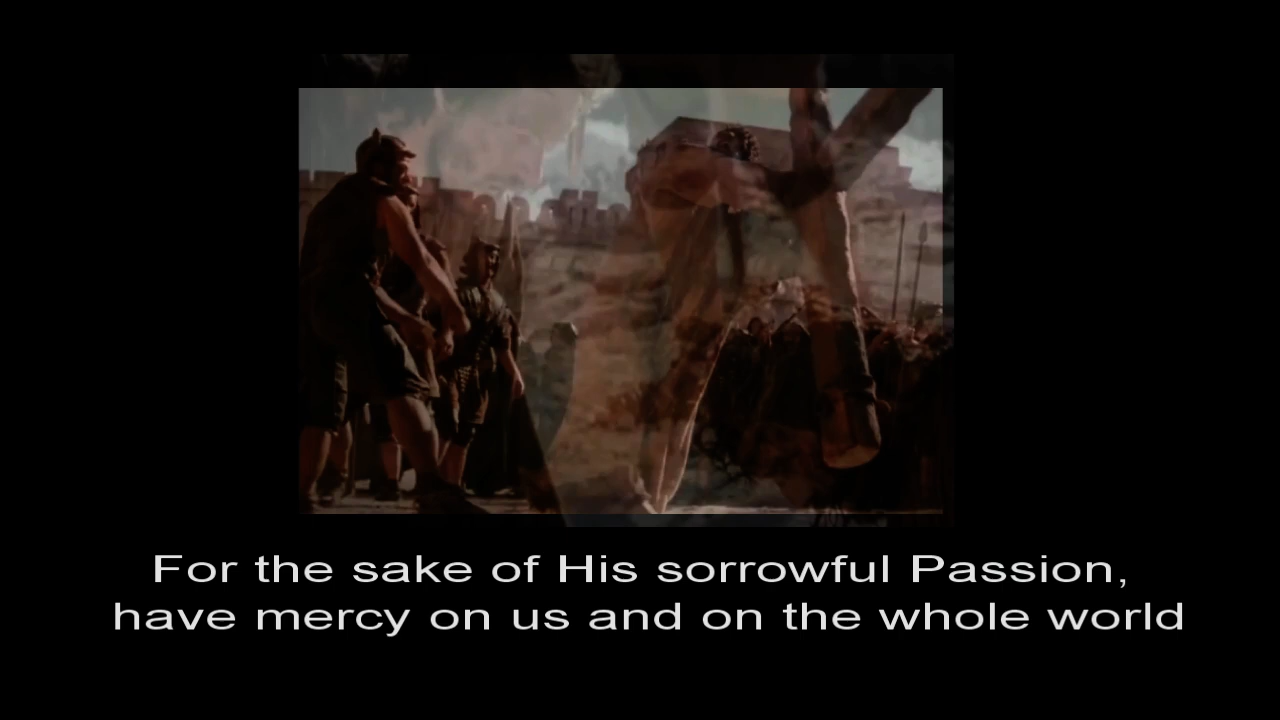 For the sake of His sorrowful Passion,
have mercy on us and on the whole world